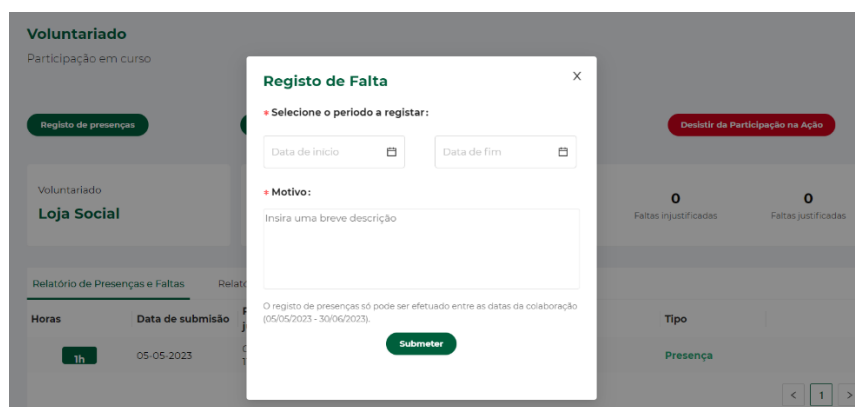 Voluntariado
Participação em curso
Registo de presenças
Desistir da Participação na Ação
Voluntariado
Loja Social
0
Faltas injustificadas
0
Faltas justificadas
Relatório de Presenças e Faltas
Horas
Data de submisão
Tipo
1h
05-05-2023
Presença
< 1 >
Registo de Falta
X
* Selecione o periodo a registar:
Data de inicio
Data de fim
* Motivo:
Insira uma breve descrição
O registo de presenças só pode ser efetuado entre as datas da colaboração
(05/05/2023 - 30/06/2023).
Submeter